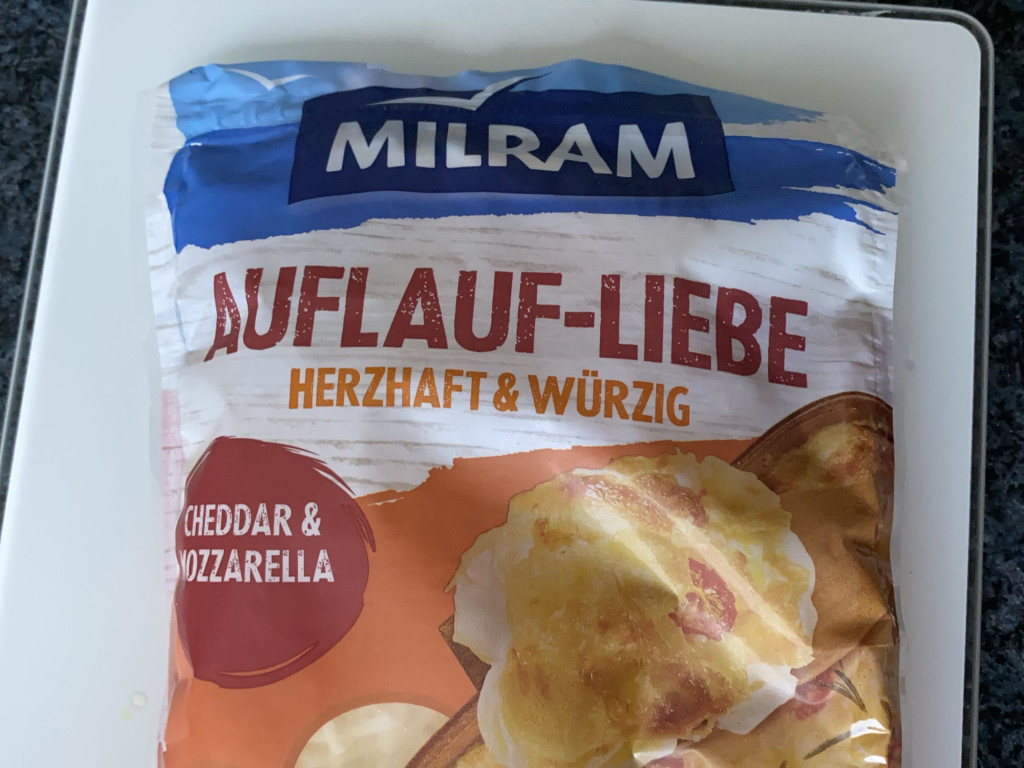 MILRAM
AUFLAUF-LIEBE
HERZHAFT & WÜRZIG
CHEDDAR &
MOZZARELLA